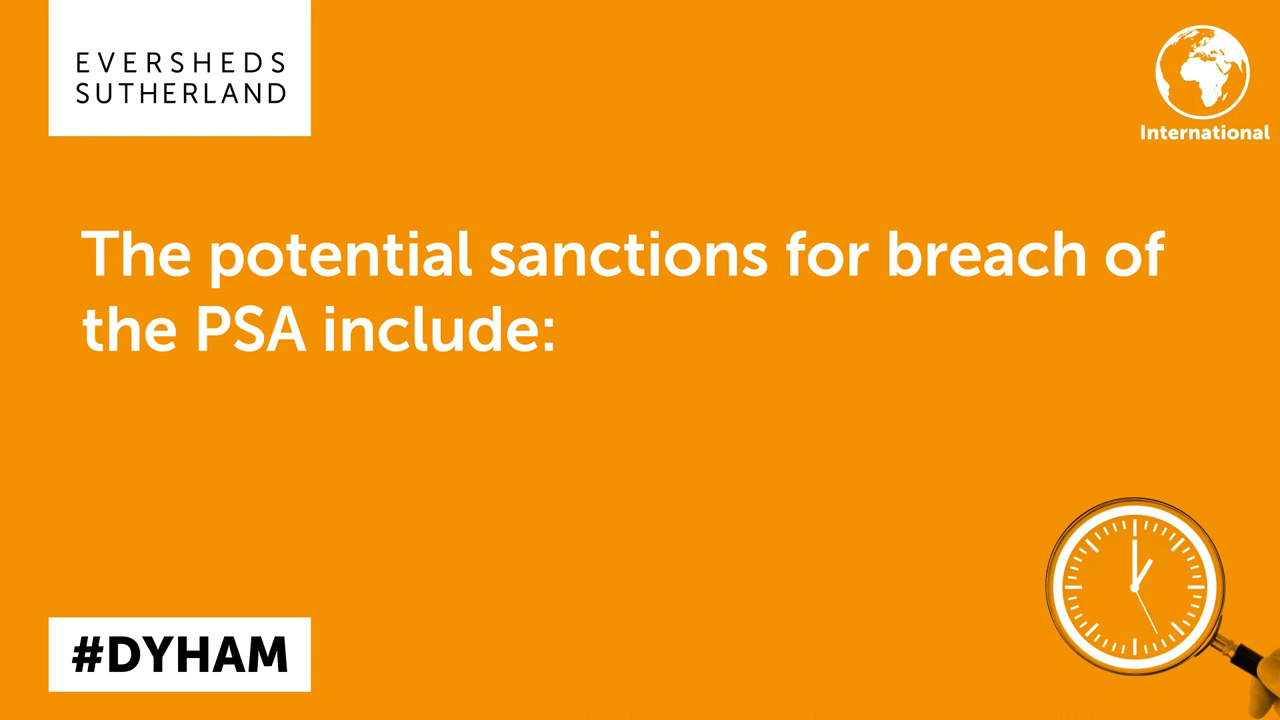 EVERSHEDS
SUTHERLAND
International
The potential sanctions for breach of
the PSA include:
#DYHAM